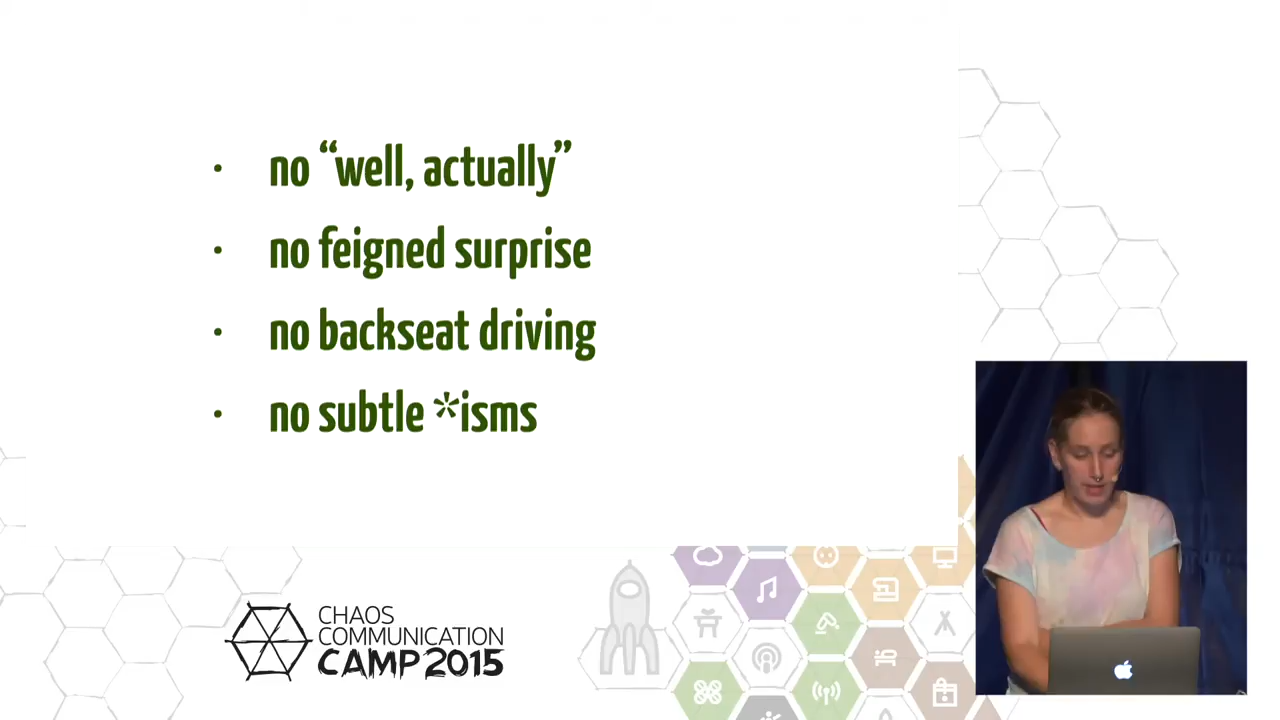 · no “well, actually”
· no feigned surprise
· no backseat driving
· no subtle *isms
CHAOS
COMMUNICATION
CAMP 2015